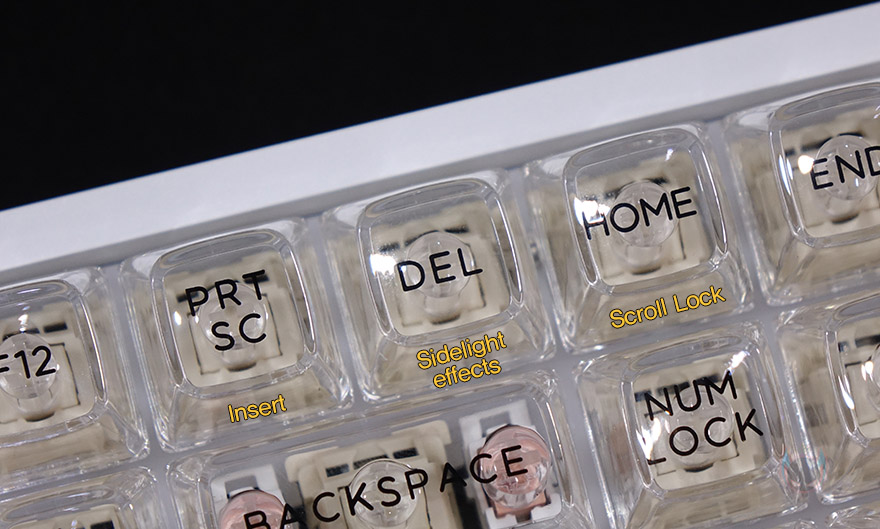 F12
PRT
SC
Insert
DEL
Sidelight
effects
HOME
Scroll Lock
END
BACKSPACE
NUM
LOCK